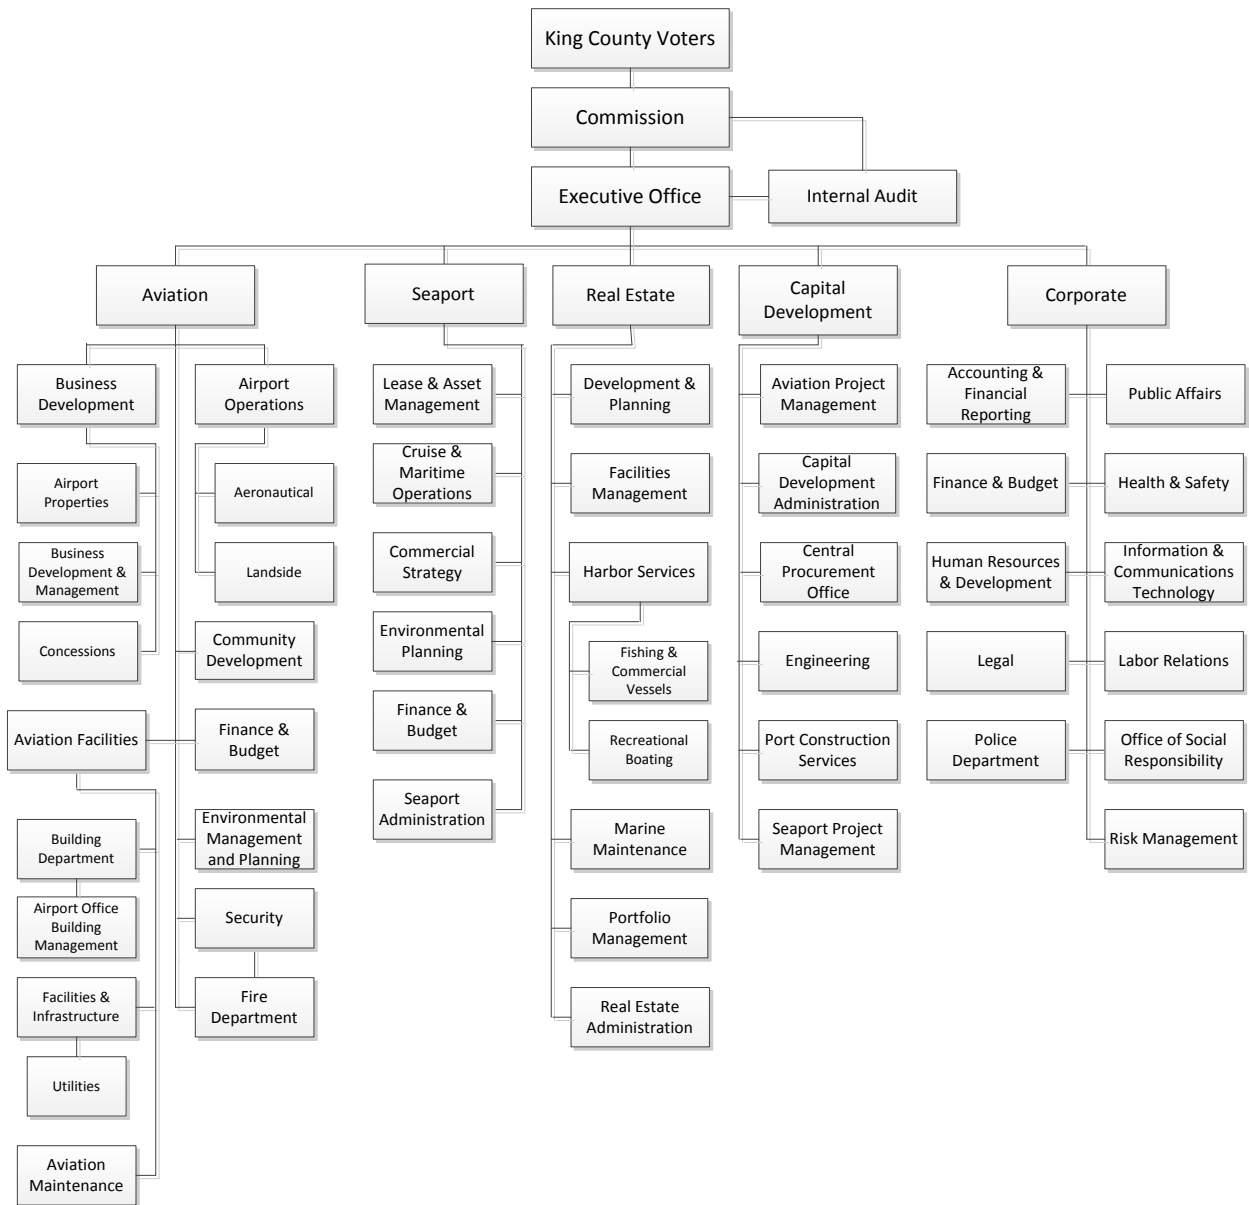 King County Voters
Commission
Executive Office
Internal Audit
Aviation
Seaport
Real Estate
Capital
Development
Corporate
Business
Development
Airport
Operations
Airport
Properties
Business
Development &
Management
Concessions
Aeronautical
Landside
Community
Development
Aviation Facilities
Finance &
Budget
Building
Department
Airport Office
Building
Management
Facilities &
Infrastructure
Utilities
Aviation
Maintenance
Environmental
Management
and Planning
Security
Fire
Department
Lease & Asset
Management
Cruise &
Maritime
Operations
Commercial
Strategy
Environmental
Planning
Finance &
Budget
Seaport
Administration
Development &
Planning
Facilities
Management
Harbor Services
Fishing &
Commercial
Vessels
Recreational
Boating
Marine
Maintenance
Portfolio
Management
Real Estate
Administration
Aviation Project
Management
Capital
Development
Administration
Central
Procurement
Office
Engineering
Port Construction
Services
Seaport Project
Management
Accounting &
Financial
Reporting
Public Affairs
Finance & Budget
Health & Safety
Human Resources
& Development
Information &
Communications
Technology
Legal
Labor Relations
Police
Department
Office of Social
Responsibility
Risk Management